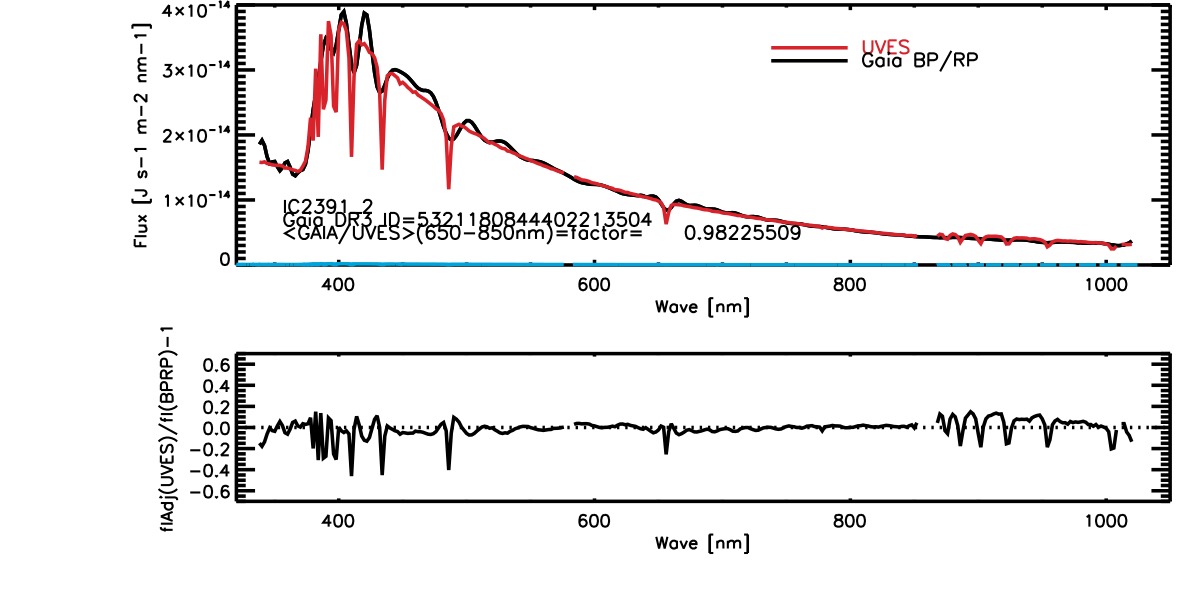 4×10−14
3×10−14
2×10−14
1×10−14
0
Flux [J s−1 m−2 nm−1]
UVES
Gaia BP/RP
IC2391_2
Gaia DR3 ID=5321180844402213504
<GAIA/UVES>(650−850nm)=factor= 0.98225509
400 600 800 1000
Wave [nm]
flAdj(UVES)/fl(BPRP)−1
0.6
0.4
0.2
0.0
−0.2
−0.4
−0.6
400 600 800 1000
Wave [nm]